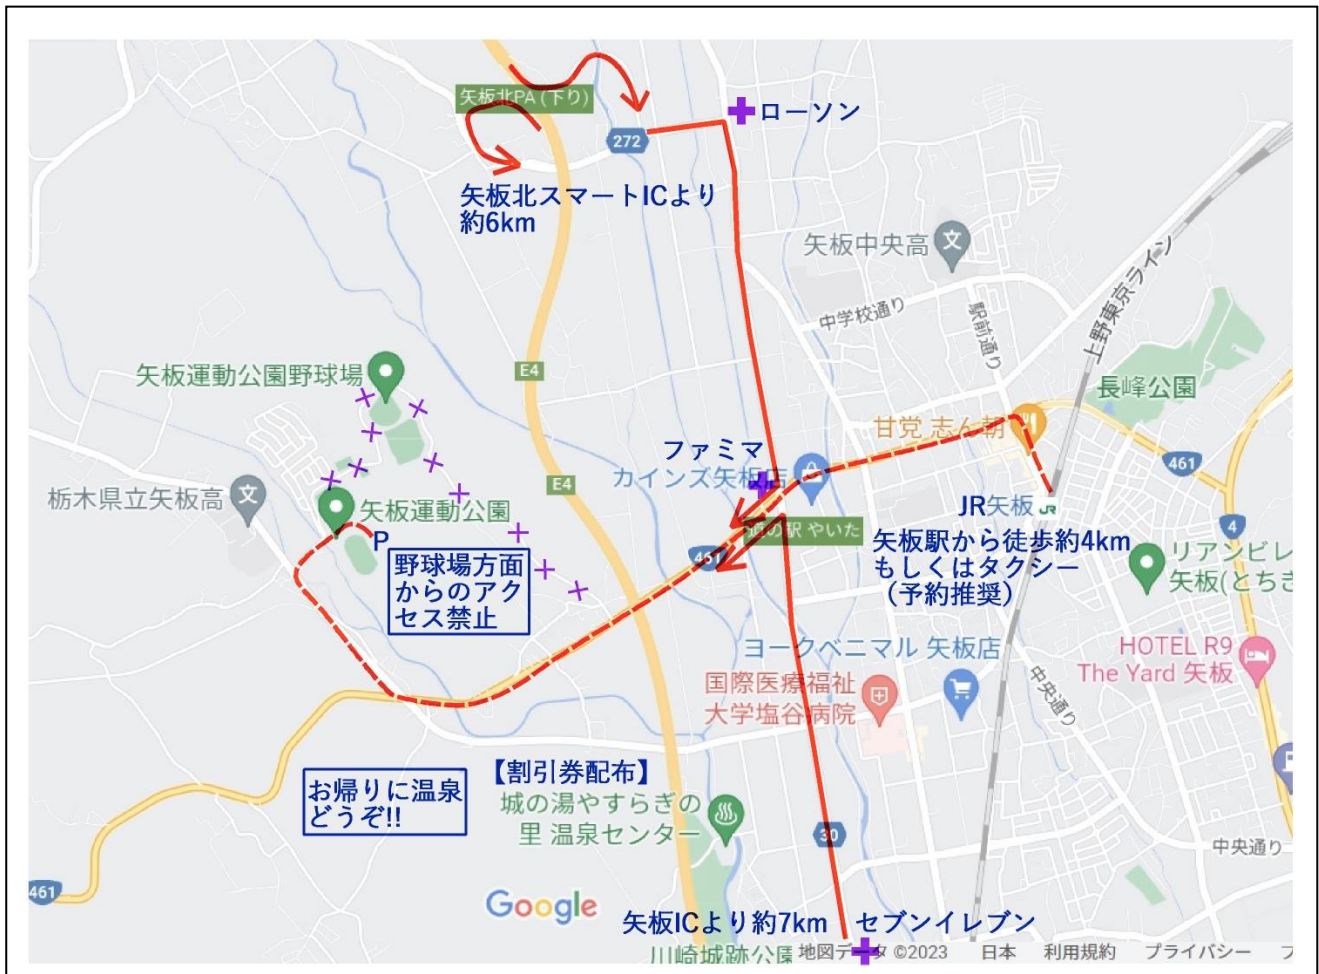 矢板北PA (下り)
ローソン
272
矢板北スマートICより
約6km
矢板中央高
文
上野東京ライン
中学校通り
駅前通り
E4
矢板運動公園野球場
長峰公園
甘党 志ん朝
ファミマ
カインズ矢板店
461
E4
栃木県立矢板高
文
矢板運動公園
P
JR矢板
4
道の駅 やいた
461
野球場方面
からのアク
セス禁止
矢板駅から徒歩約4km
もしくはタクシー
(予約推奨)
リアンビレ
矢板(とちぎ
ヨークベニマル 矢板店
HOTEL R9
The Yard 矢板
国際医療福祉
大学塩谷病院
中央通り
お帰りに温泉
どうぞ!!
【割引券配布】
城の湯やすらぎの
里 温泉センター
30
中央通り
461
Google
矢板ICより約7km
セブンイレブン
川崎城跡公園
地図データ ©2023
日本
利用規約
プライバシー